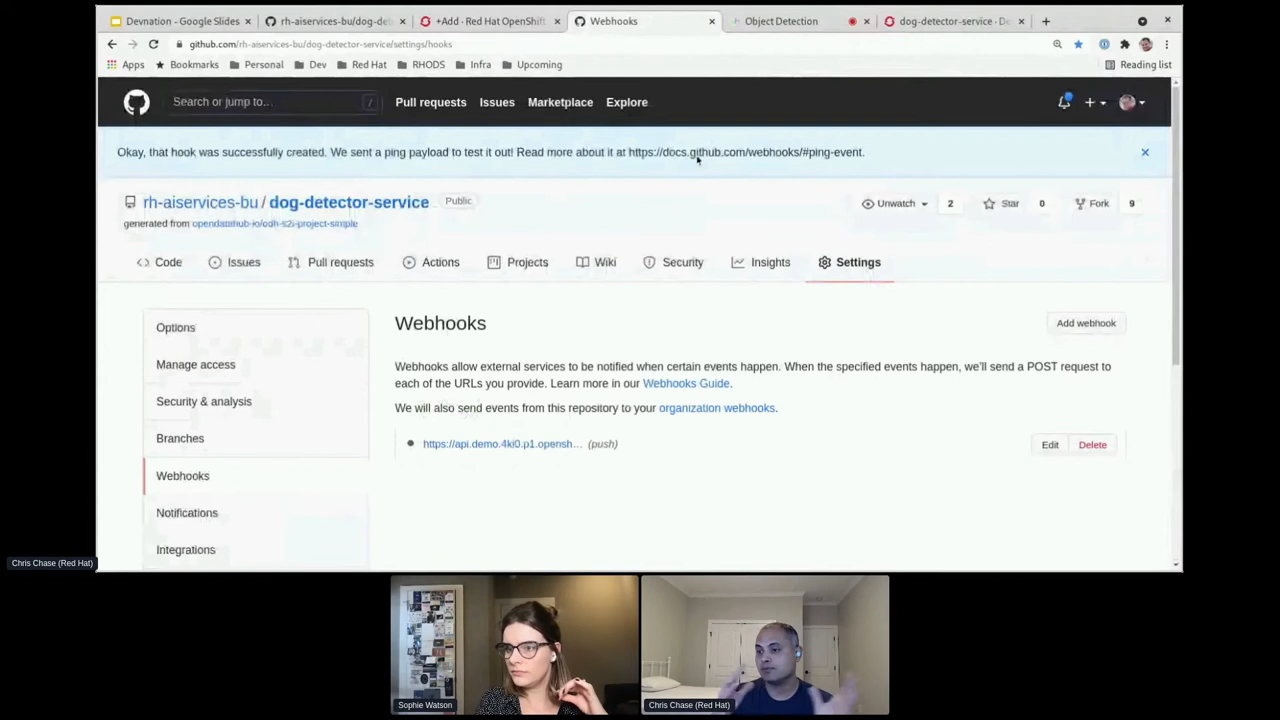 Devnation - Google Slides
rh-aiservices-bu/dog-det
+Add · Red Hat OpenShift
Webhooks
Object Detection
dog-detector-service · De
github.com/rh-aiservices-bu/dog-detector-service/settings/hooks
Apps
Bookmarks
Personal
Dev
Red Hat
RHODS
Infra
Upcoming
Reading list
Search or jump to…
/
Pull requests
Issues
Marketplace
Explore
Okay, that hook was successfully created. We sent a ping payload to test it out! Read more about it at https://docs.github.com/webhooks/#ping-event.
rh-aiservices-bu / dog-detector-service
Public
Unwatch
2
Star
0
Fork
9
generated from opendatahub-io/odh-s2i-project-simple
Code
Issues
Pull requests
Actions
Projects
Wiki
Security
Insights
Settings
Options
Manage access
Security & analysis
Branches
Webhooks
Notifications
Integrations
Webhooks
Add webhook
Webhooks allow external services to be notified when certain events happen. When the specified events happen, we'll send a POST request to
each of the URLs you provide. Learn more in our Webhooks Guide.
We will also send events from this repository to your organization webhooks.
https://api.demo.4ki0.p1.opensh… (push)
Edit
Delete
Chris Chase (Red Hat)
Sophie Watson
Chris Chase (Red Hat)